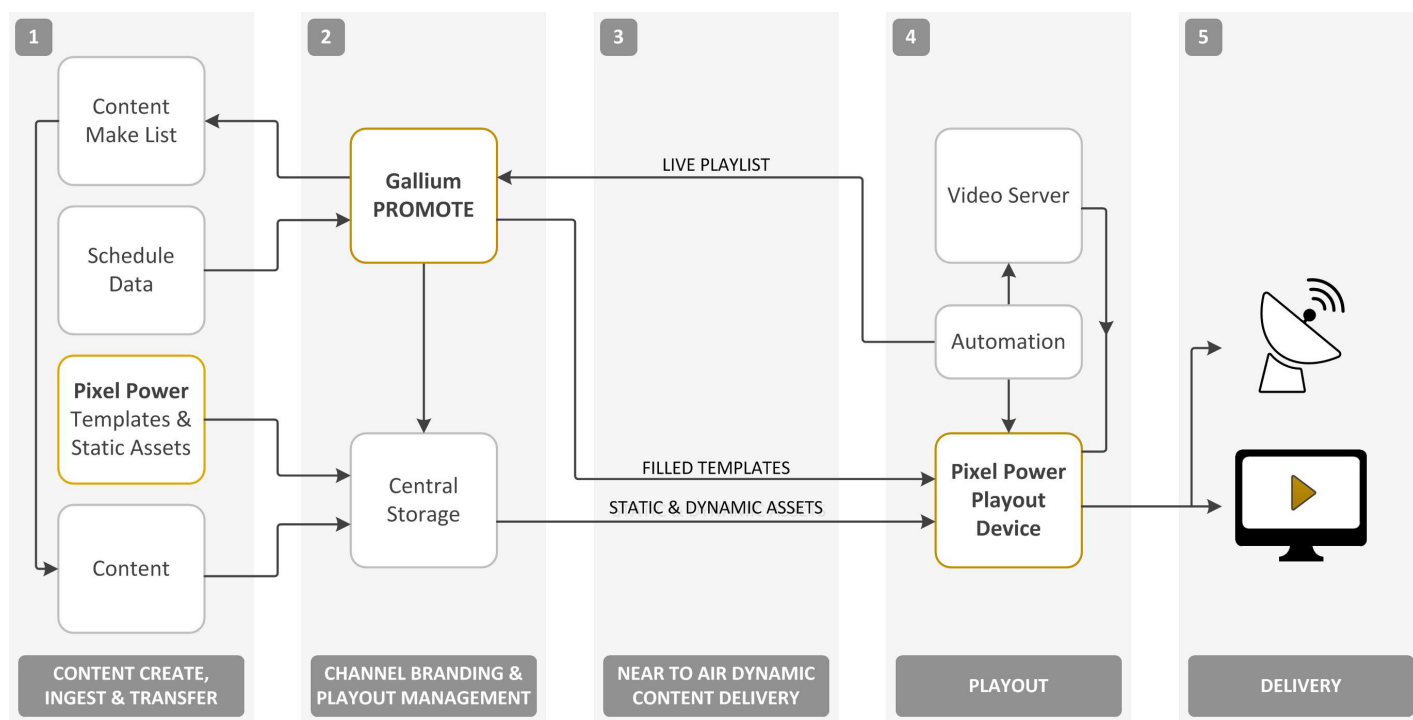 1
Content
Make List
Schedule
Data
Pixel Power
Templates &
Static Assets
Content
CONTENT CREATE,
INGEST & TRANSFER
2
Gallium
PROMOTE
Central
Storage
CHANNEL BRANDING &
PLAYOUT MANAGEMENT
3
LIVE PLAYLIST
FILLED TEMPLATES
STATIC & DYNAMIC ASSETS
NEAR TO AIR DYNAMIC
CONTENT DELIVERY
4
Video Server
Automation
Pixel Power
Playout
Device
PLAYOUT
5
DELIVERY